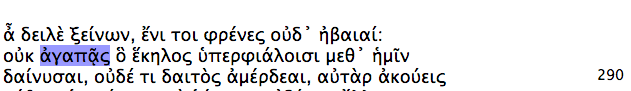 ἆ δειλὲ ξείνων, ἔνι τοι φρένες οὐδ᾽ ἠβαιαί:
οὐκ ἀγαπᾷς ὃ ἕκηλος ὑπερφιάλοισι μεθ᾽ ἡμῖν
δαίνυσαι, οὐδέ τι δαιτὸς ἀμέρδεαι, αὐτὰρ ἀκούεις 290